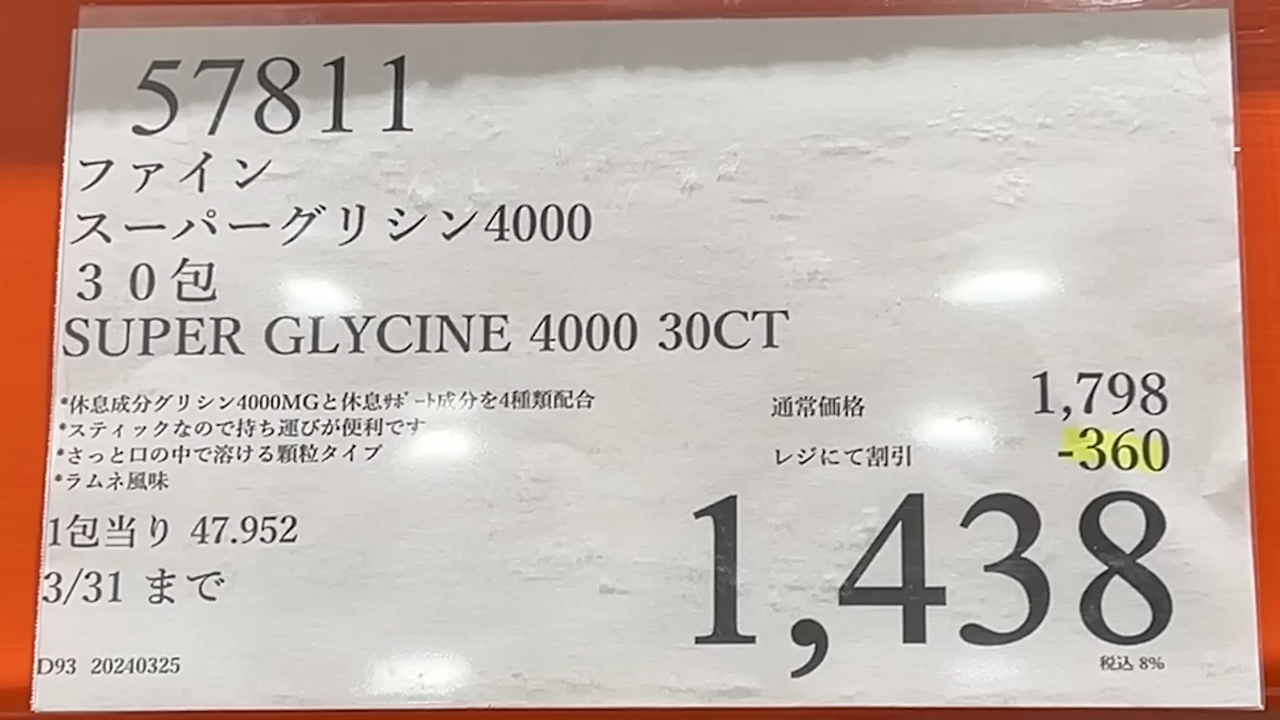 57811
ファイン
スーパーグリシン4000
３０包
SUPER GLYCINE 4000 30CT
*休息成分グリシン4000MGと休息ｻﾎﾟｰﾄ成分を4種類配合
*スティックなので持ち運びが便利です
*さっと口の中で溶ける顆粒タイプ
*ラムネ風味
通常価格 1,798
レジにて割引 -360
1,438
税込 8%
1包当り 47.952
3/31 まで
D93 20240325